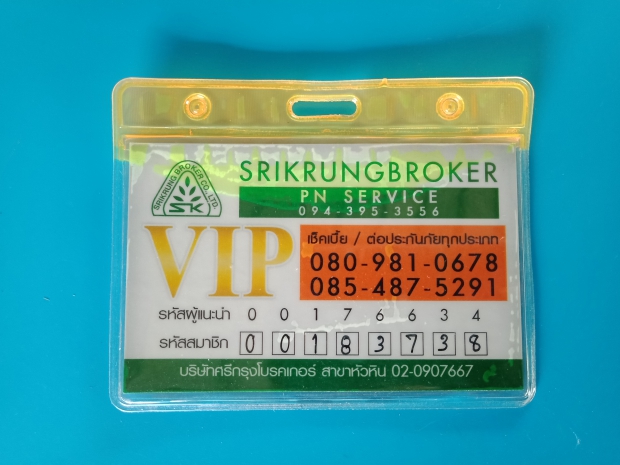 SRIKRUNG BROKER CO., LTD.
SK
SRIKRUNGBROKER
PN SERVICE
094-395-3556
VIP
เช็คเบี้ย / ต่อประกันภัยทุกประเภท
080-981-0678
085-487-5291
รหัสผู้แนะนำ 0 0 1 7 6 6 3 4
รหัสสมาชิก 0 0 1 8 3 7 3 8
บริษัทศรีกรุงโบรคเกอร์ สาขาหัวหิน 02-0907667